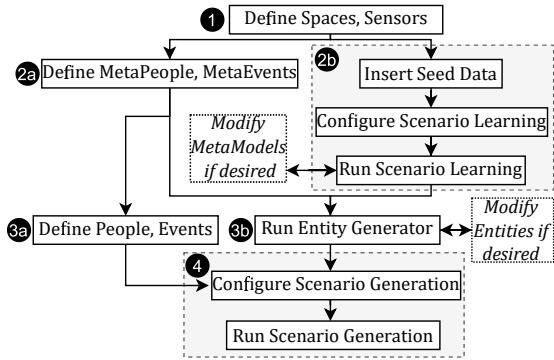 1 Define Spaces, Sensors
2a Define MetaPeople, MetaEvents
2b
Insert Seed Data
Configure Scenario Learning
Modify
MetaModels
if desired
Run Scenario Learning
3a Define People, Events
3b Run Entity Generator
Modify
Entities if
desired
4
Configure Scenario Generation
Run Scenario Generation